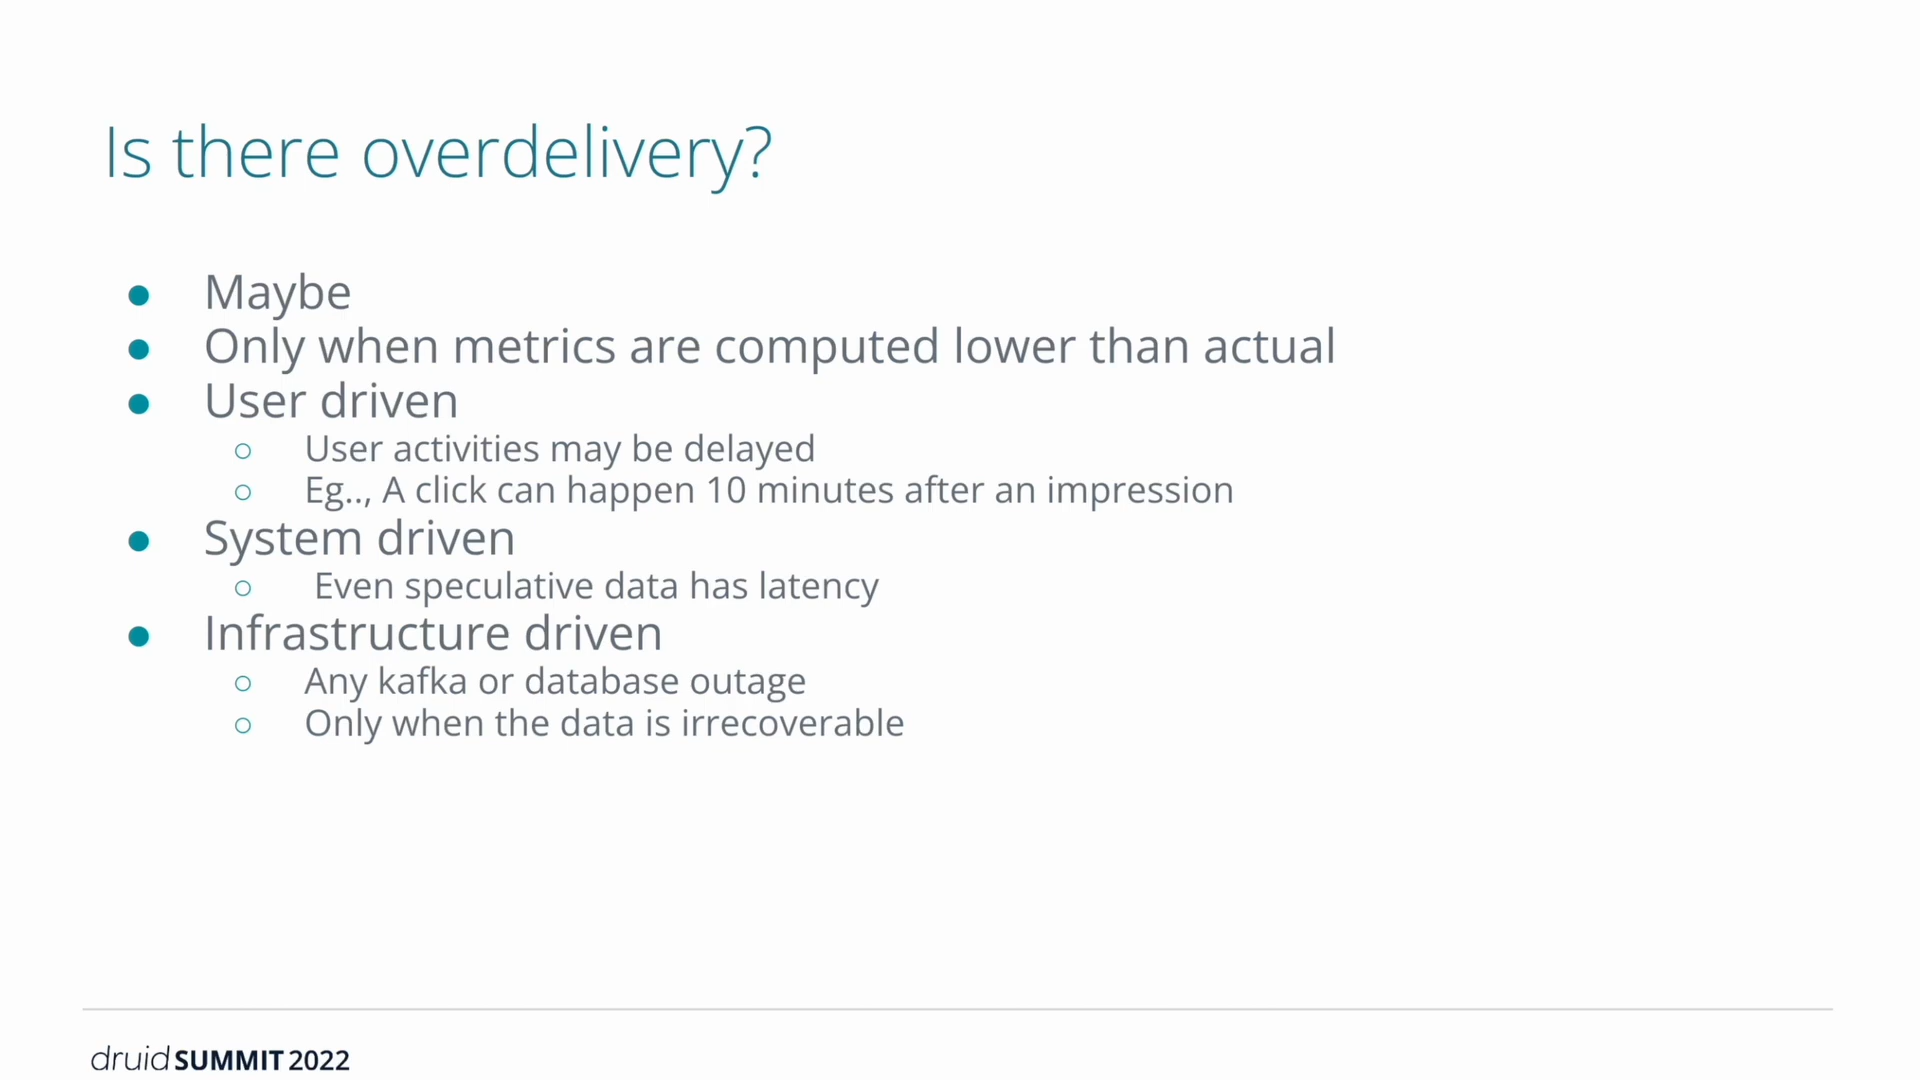 Is there overdelivery?
● Maybe
● Only when metrics are computed lower than actual
● User driven
○ User activities may be delayed
○ Eg.., A click can happen 10 minutes after an impression
● System driven
○ Even speculative data has latency
● Infrastructure driven
○ Any kafka or database outage
○ Only when the data is irrecoverable
druid SUMMIT 2022